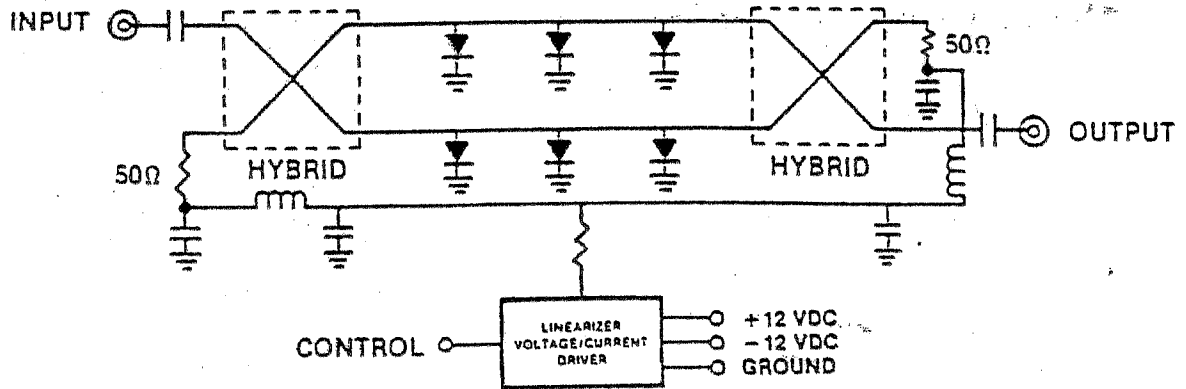 INPUT
50Ω
OUTPUT
HYBRID
HYBRID
50Ω
CONTROL
LINEARIZER
VOLTAGE/CURRENT
DRIVER
+12 VDC
-12 VDC
GROUND